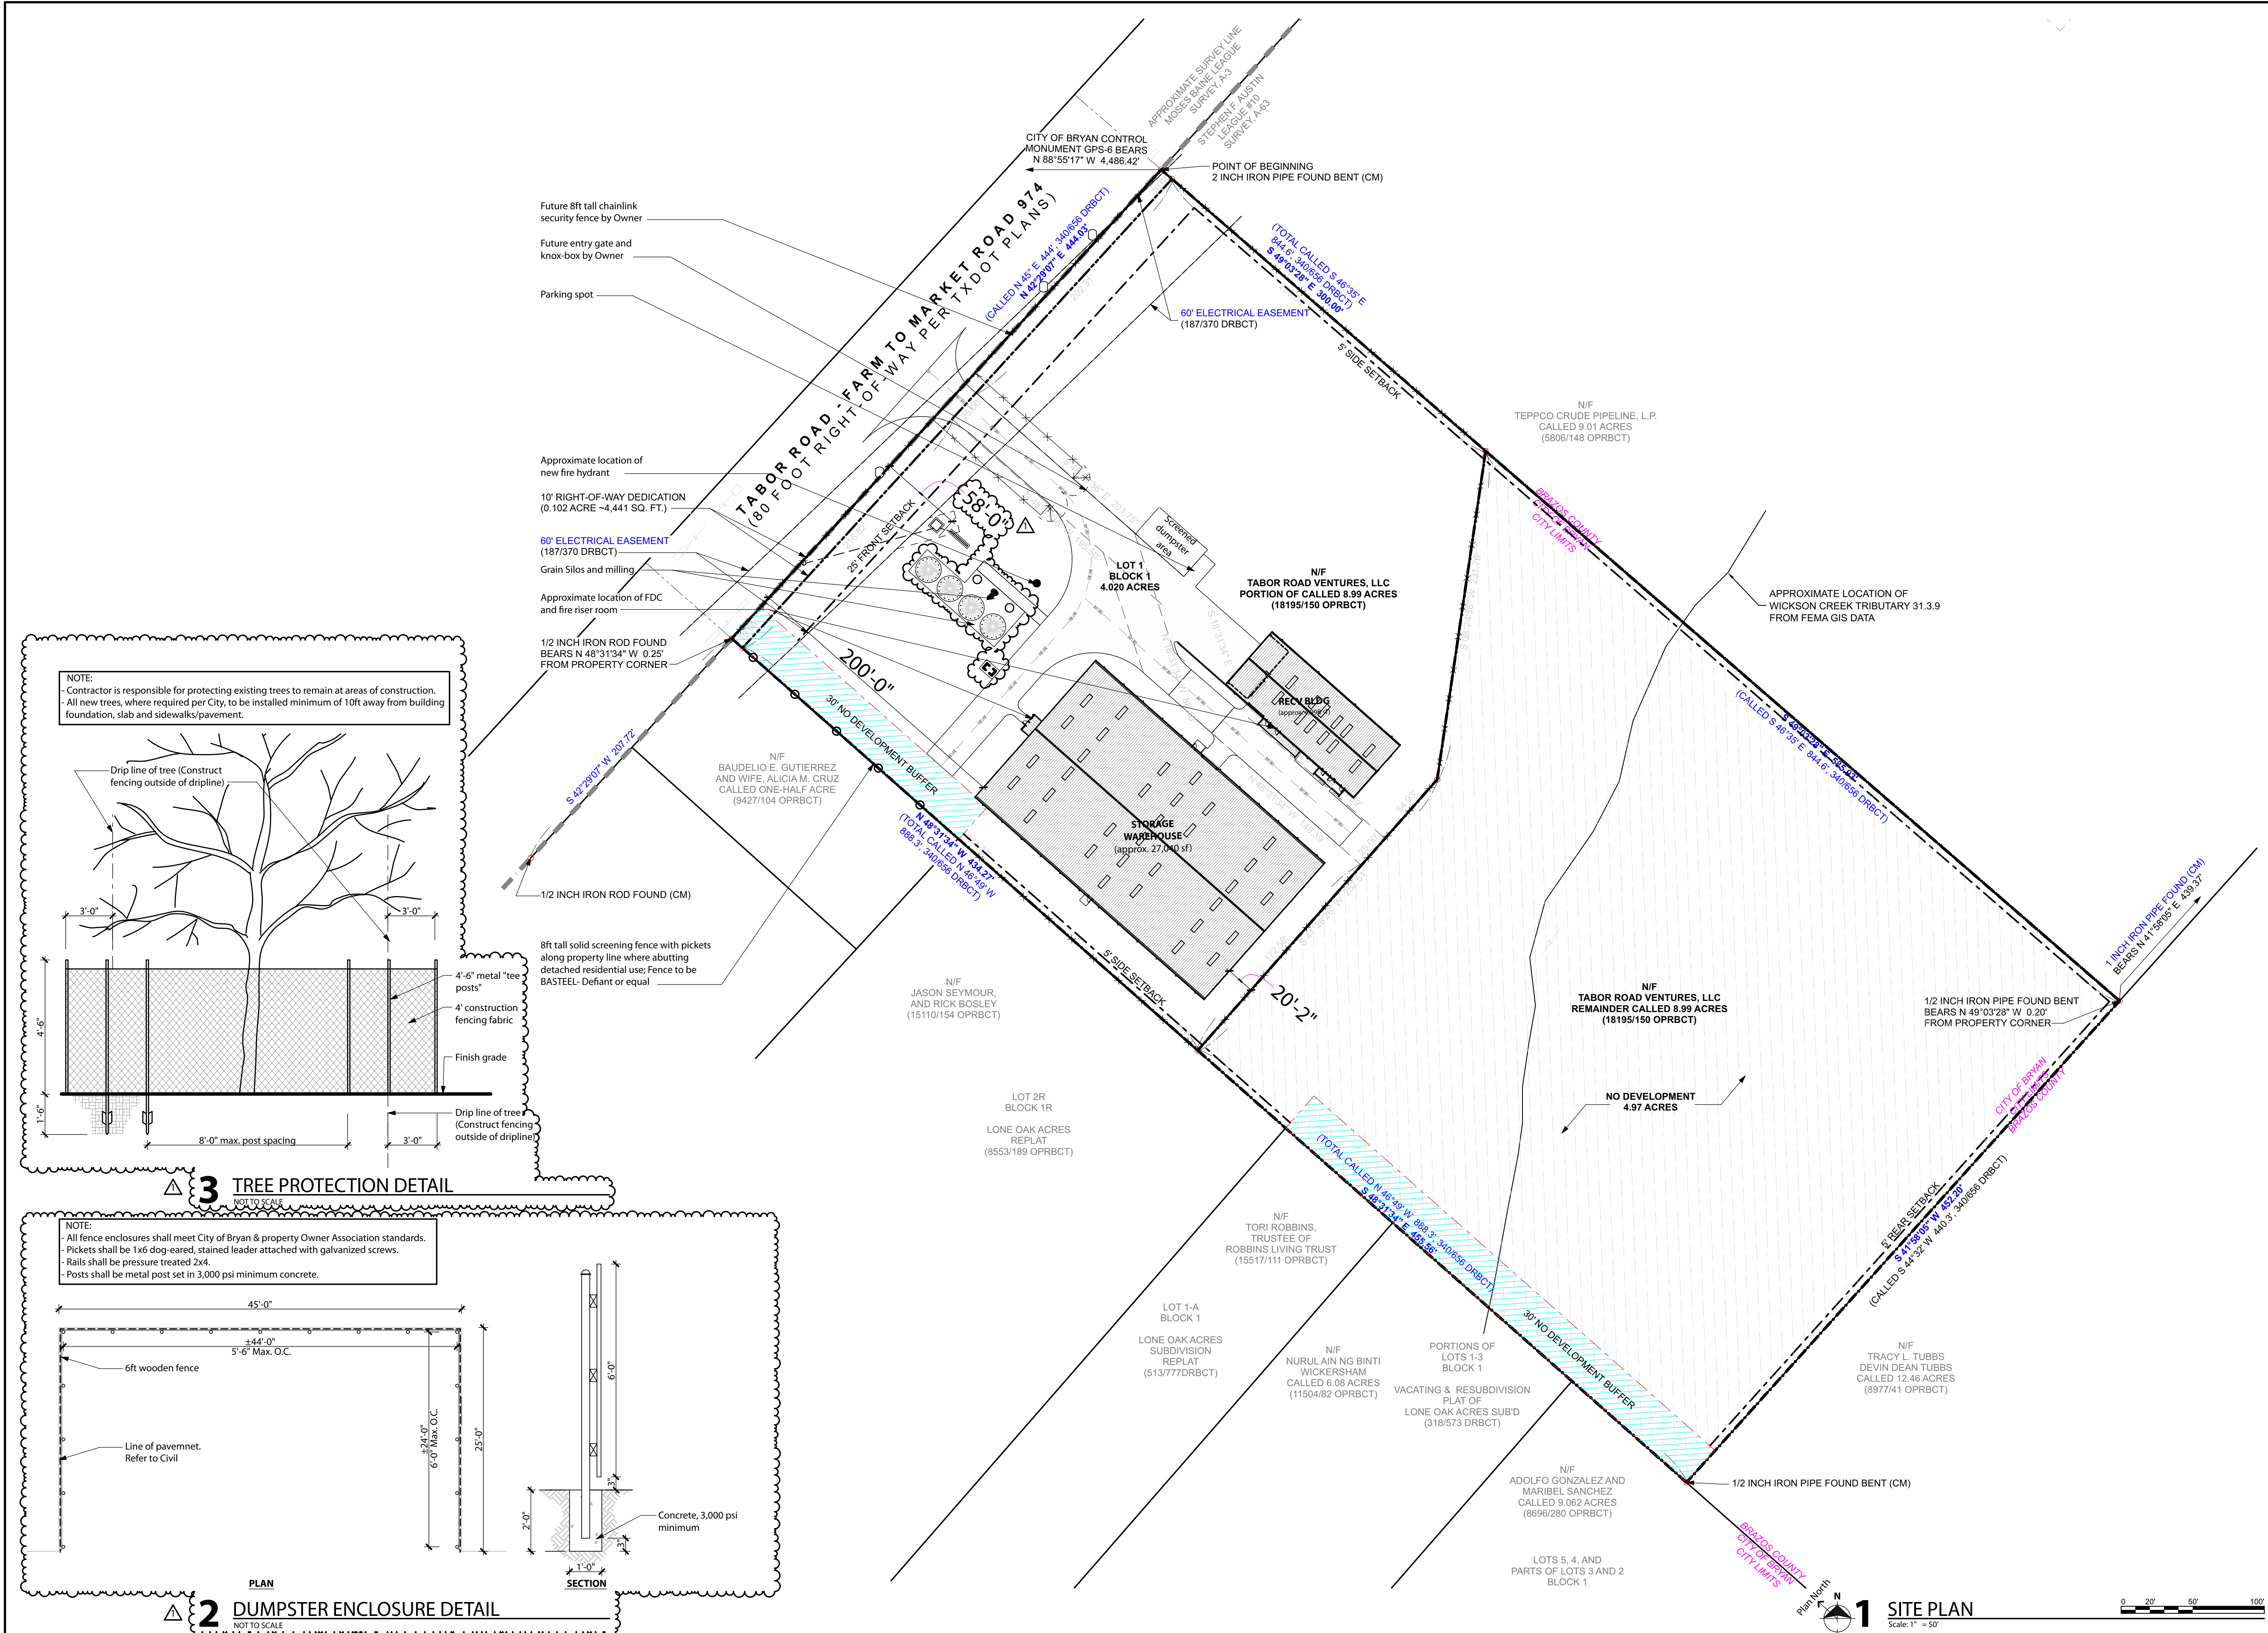 APPROXIMATE SURVEY LINE
MOSES BAINE LEAGUE
SURVEY, A-3
STEPHEN F. AUSTIN
LEAGUE #10
SURVEY, A-63
CITY OF BRYAN CONTROL
MONUMENT GPS-6 BEARS
N 88°55'17" W 4,486.42'
POINT OF BEGINNING
2 INCH IRON PIPE FOUND BENT (CM)
TABOR ROAD - FARM TO MARKET ROAD 974
(80 FOOT RIGHT-OF-WAY PER TXDOT PLANS)
(CALLED N 45° E 444', 340/656 DRBCT)
N 42°29'07" E 444.03'
202.31'
(TOTAL CALLED S 46°35' E
844.6', 340/656 DRBCT)
S 49°03'28" E 300.00'
60' ELECTRICAL EASEMENT
(187/370 DRBCT)
5' SIDE SETBACK
Future 8ft tall chainlink
security fence by Owner
Future entry gate and
knox-box by Owner
Parking spot
Approximate location of
new fire hydrant
10' RIGHT-OF-WAY DEDICATION
(0.102 ACRE ~4,441 SQ. FT.)
60' ELECTRICAL EASEMENT
(187/370 DRBCT)
Grain Silos and milling
Approximate location of FDC
and fire riser room
1/2 INCH IRON ROD FOUND
BEARS N 48°31'34" W 0.25'
FROM PROPERTY CORNER
25' FRONT SETBACK
58'-0"
1
Screened
dumpster
area
LOT 1
BLOCK 1
4.020 ACRES
N/F
TABOR ROAD VENTURES, LLC
PORTION OF CALLED 8.99 ACRES
(18195/150 OPRBCT)
N/F
TEPPCO CRUDE PIPELINE, L.P.
CALLED 9.01 ACRES
(5806/148 OPRBCT)
BRAZOS COUNTY
CITY OF BRYAN
CITY LIMITS
APPROXIMATE LOCATION OF
WICKSON CREEK TRIBUTARY 31.3.9
FROM FEMA GIS DATA
S 18°31'34" E
200'-0"
30' NO DEVELOPMENT BUFFER
RECV BLDG
N 48°31'34" W 148.39'
54.93'
STORAGE
WAREHOUSE
(approx. 27,040 sf)
172.56'
20'-2"
S 42°29'07" W 207.72'
N/F
BAUDELIO E. GUTIERREZ
AND WIFE, ALICIA M. CRUZ
CALLED ONE-HALF ACRE
(9427/104 OPRBCT)
N 48°31'34" W 434.27'
(TOTAL CALLED N 46°49' W
888.3', 340/656 DRBCT)
1/2 INCH IRON ROD FOUND (CM)
8ft tall solid screening fence with pickets
along property line where abutting
detached residential use; Fence to be
BASTEEL- Defiant or equal
5' SIDE SETBACK
N/F
JASON SEYMOUR,
AND RICK BOSLEY
(15110/154 OPRBCT)
LOT 2R
BLOCK 1R
LONE OAK ACRES
REPLAT
(8553/189 OPRBCT)
S 49°03'28" E 545.63'
(CALLED S 46°35' E 844.6', 340/656 DRBCT)
1 INCH IRON PIPE FOUND (CM)
BEARS N 41°58'05" E 439.37'
1/2 INCH IRON PIPE FOUND BENT
BEARS N 49°03'28" W 0.20'
FROM PROPERTY CORNER
N/F
TABOR ROAD VENTURES, LLC
REMAINDER CALLED 8.99 ACRES
(18195/150 OPRBCT)
NO DEVELOPMENT
4.97 ACRES
CITY OF BRYAN
CITY LIMITS
BRAZOS COUNTY
5' REAR SETBACK
S 41°58'05" W 452.20'
(CALLED S 44°32' W 440.3', 340/656 DRBCT)
(TOTAL CALLED N 46°49' W 888.3', 340/656 DRBCT)
S 48°31'34" E 455.56'
30' NO DEVELOPMENT BUFFER
N/F
TORI ROBBINS,
TRUSTEE OF
ROBBINS LIVING TRUST
(15517/111 OPRBCT)
LOT 1-A
BLOCK 1
LONE OAK ACRES
SUBDIVISION
REPLAT
(513/777DRBCT)
N/F
NURUL AIN NG BINTI
WICKERSHAM
CALLED 6.08 ACRES
(11504/82 OPRBCT)
PORTIONS OF
LOTS 1-3
BLOCK 1
VACATING & RESUBDIVISION
PLAT OF
LONE OAK ACRES SUB'D
(318/573 DRBCT)
N/F
TRACY L. TUBBS
DEVIN DEAN TUBBS
CALLED 12.46 ACRES
(8977/41 OPRBCT)
N/F
ADOLFO GONZALEZ AND
MARIBEL SANCHEZ
CALLED 9.062 ACRES
(8696/280 OPRBCT)
LOTS 5, 4, AND
PARTS OF LOTS 3 AND 2
BLOCK 1
1/2 INCH IRON PIPE FOUND BENT (CM)
BRAZOS COUNTY
CITY OF BRYAN
CITY LIMITS
Plan North
N
1 SITE PLAN
Scale: 1" = 50'
0 20' 50' 100'
NOTE:
- Contractor is responsible for protecting existing trees to remain at areas of construction.
- All new trees, where required per City, to be installed minimum of 10ft away from building
foundation, slab and sidewalks/pavement.
Drip line of tree (Construct
fencing outside of dripline)
3'-0"
3'-0"
4'-6" metal "tee
posts"
4' construction
fencing fabric
4'-6"
Finish grade
1'-6"
Drip line of tree
(Construct fencing
outside of dripline)
8'-0" max. post spacing
3'-0"
1
3 TREE PROTECTION DETAIL
NOT TO SCALE
NOTE:
- All fence enclosures shall meet City of Bryan & property Owner Association standards.
- Pickets shall be 1x6 dog-eared, stained leader attached with galvanized screws.
- Rails shall be pressure treated 2x4.
- Posts shall be metal post set in 3,000 psi minimum concrete.
45'-0"
±44'-0"
5'-6" Max. O.C.
6ft wooden fence
±24'-0"
6'-0" Max. O.C.
25'-0"
Line of pavemnet.
Refer to Civil
6'-0"
3"
2'-0"
Concrete, 3,000 psi
minimum
3"
1'-0"
PLAN
SECTION
1
2 DUMPSTER ENCLOSURE DETAIL
NOT TO SCALE